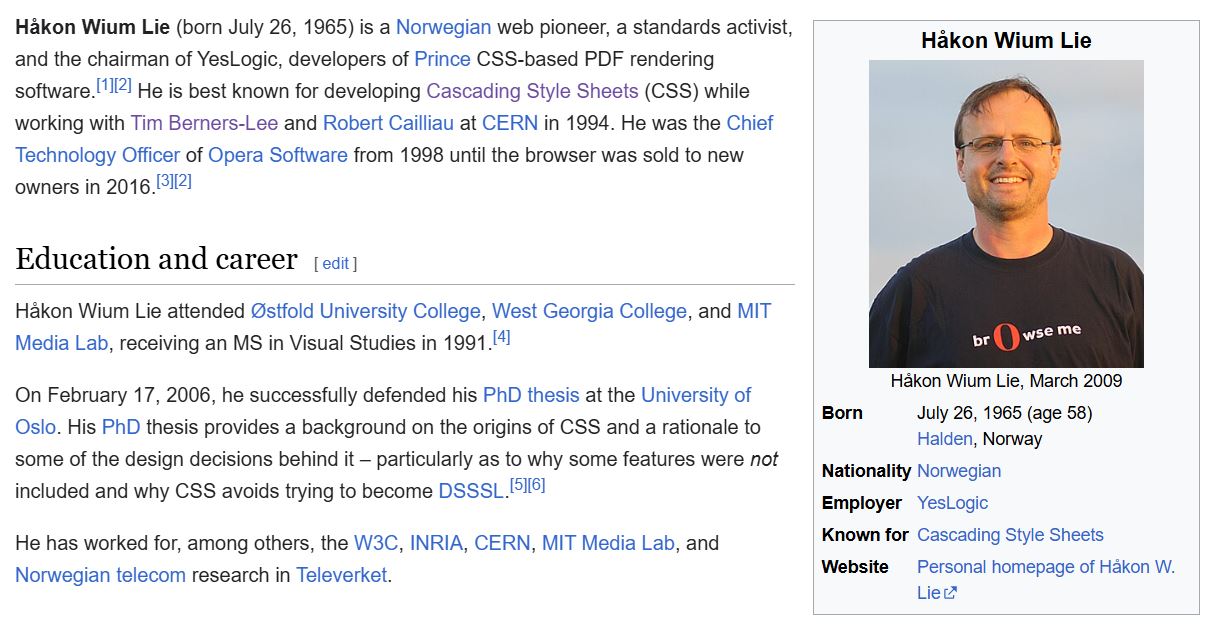 Håkon Wium Lie (born July 26, 1965) is a Norwegian web pioneer, a standards activist,
and the chairman of YesLogic, developers of Prince CSS-based PDF rendering
software.[1][2] He is best known for developing Cascading Style Sheets (CSS) while
working with Tim Berners-Lee and Robert Cailliau at CERN in 1994. He was the Chief
Technology Officer of Opera Software from 1998 until the browser was sold to new
owners in 2016.[3][2]
Education and career [ edit ]
Håkon Wium Lie attended Østfold University College, West Georgia College, and MIT
Media Lab, receiving an MS in Visual Studies in 1991.[4]
On February 17, 2006, he successfully defended his PhD thesis at the University of
Oslo. His PhD thesis provides a background on the origins of CSS and a rationale to
some of the design decisions behind it – particularly as to why some features were not
included and why CSS avoids trying to become DSSSL.[5][6]
He has worked for, among others, the W3C, INRIA, CERN, MIT Media Lab, and
Norwegian telecom research in Televerket.
Håkon Wium Lie
brOwse me
Håkon Wium Lie, March 2009
Born July 26, 1965 (age 58)
Halden, Norway
Nationality Norwegian
Employer YesLogic
Known for Cascading Style Sheets
Website Personal homepage of Håkon W.
Lie